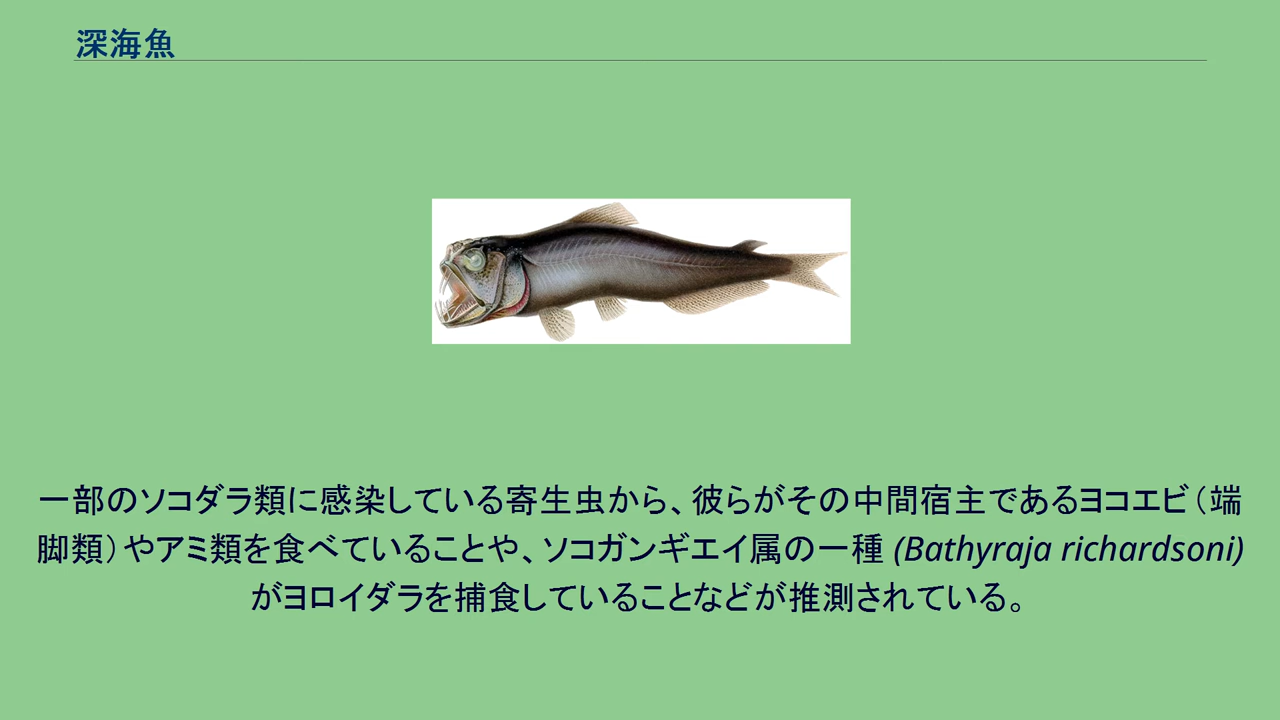 深海魚
一部のソコダラ類に感染している寄生虫から、彼らがその中間宿主であるヨコエビ（端
脚類）やアミ類を食べていることや、ソコガンギエイ属の一種 (Bathyraja richardsoni)
がヨロイダラを捕食していることなどが推測されている。